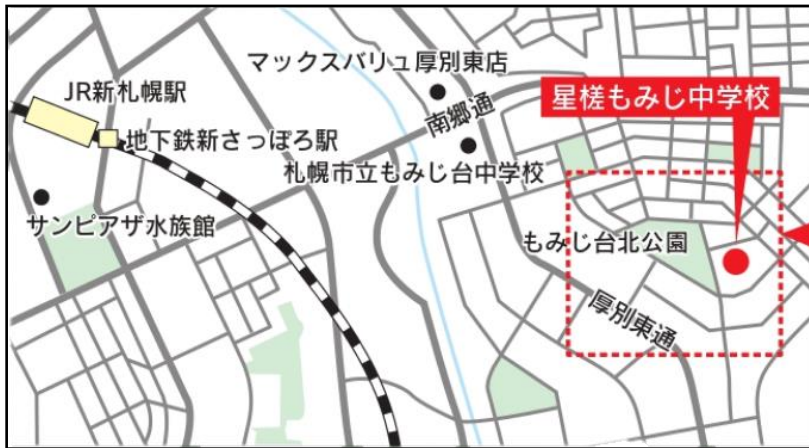 マックスバリュ厚別東店
JR新札幌駅
星槎もみじ中学校
南郷通
地下鉄新さっぽろ駅
札幌市立もみじ台中学校
サンピアザ水族館
もみじ台北公園
厚別東通